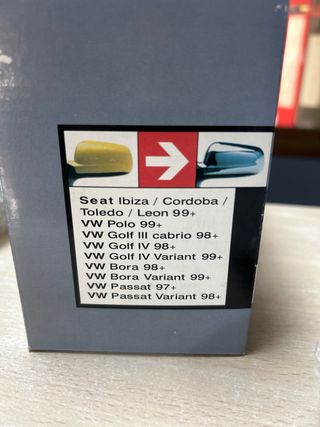 Seat Ibiza / Cordoba /
Toledo / Leon 99+
VW Polo 99+
VW Golf III cabrio 98+
VW Golf IV 98+
VW Golf IV Variant 99+
VW Bora 98+
VW Bora Variant 99+
VW Passat 97+
VW Passat Variant 98+